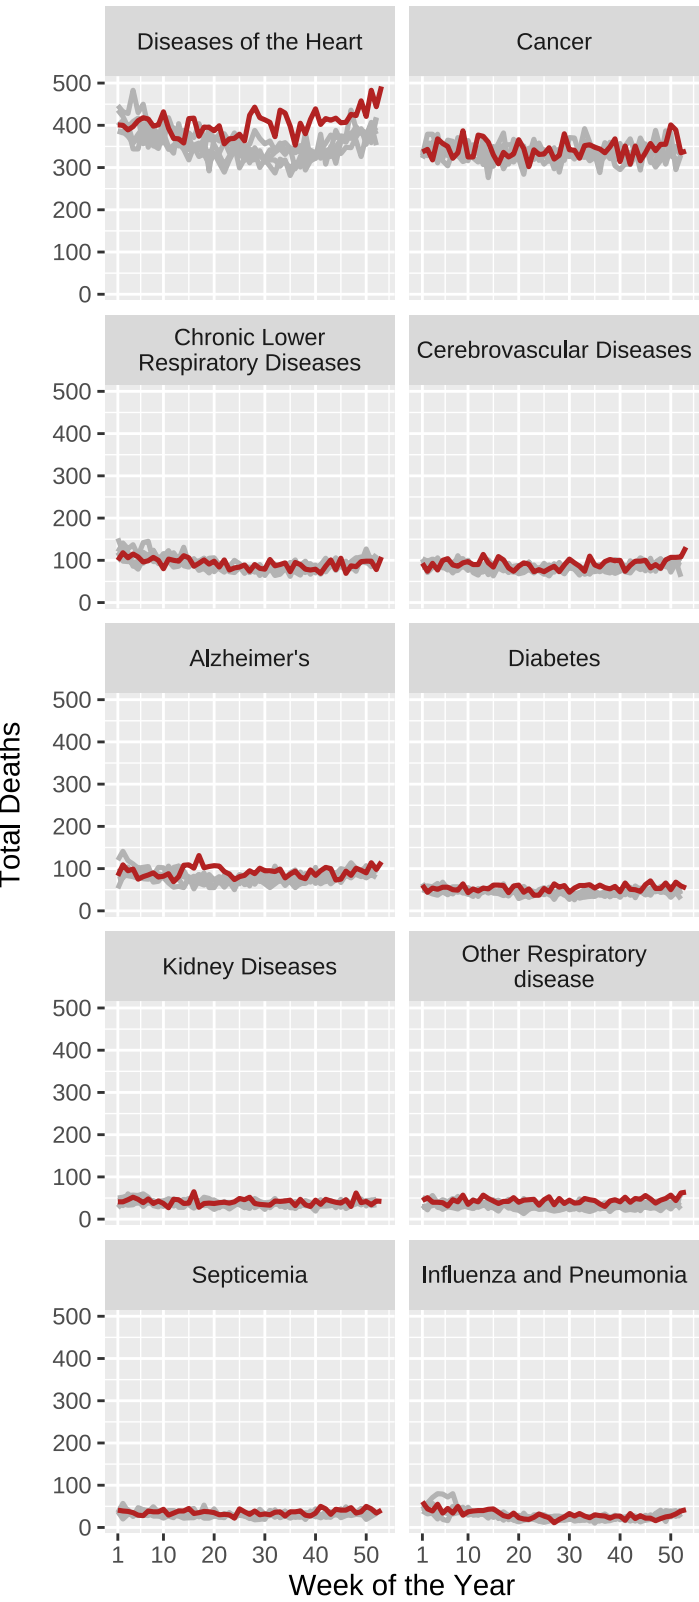 Diseases of the Heart
Cancer
500
400
300
200
100
0
Chronic Lower
Respiratory Diseases
Cerebrovascular Diseases
500
400
300
200
100
0
Alzheimer's
Diabetes
500
400
300
200
100
0
Total Deaths
Kidney Diseases
Other Respiratory
disease
500
400
300
200
100
0
Septicemia
Influenza and Pneumonia
500
400
300
200
100
0
1 10 20 30 40 50 1 10 20 30 40 50
Week of the Year